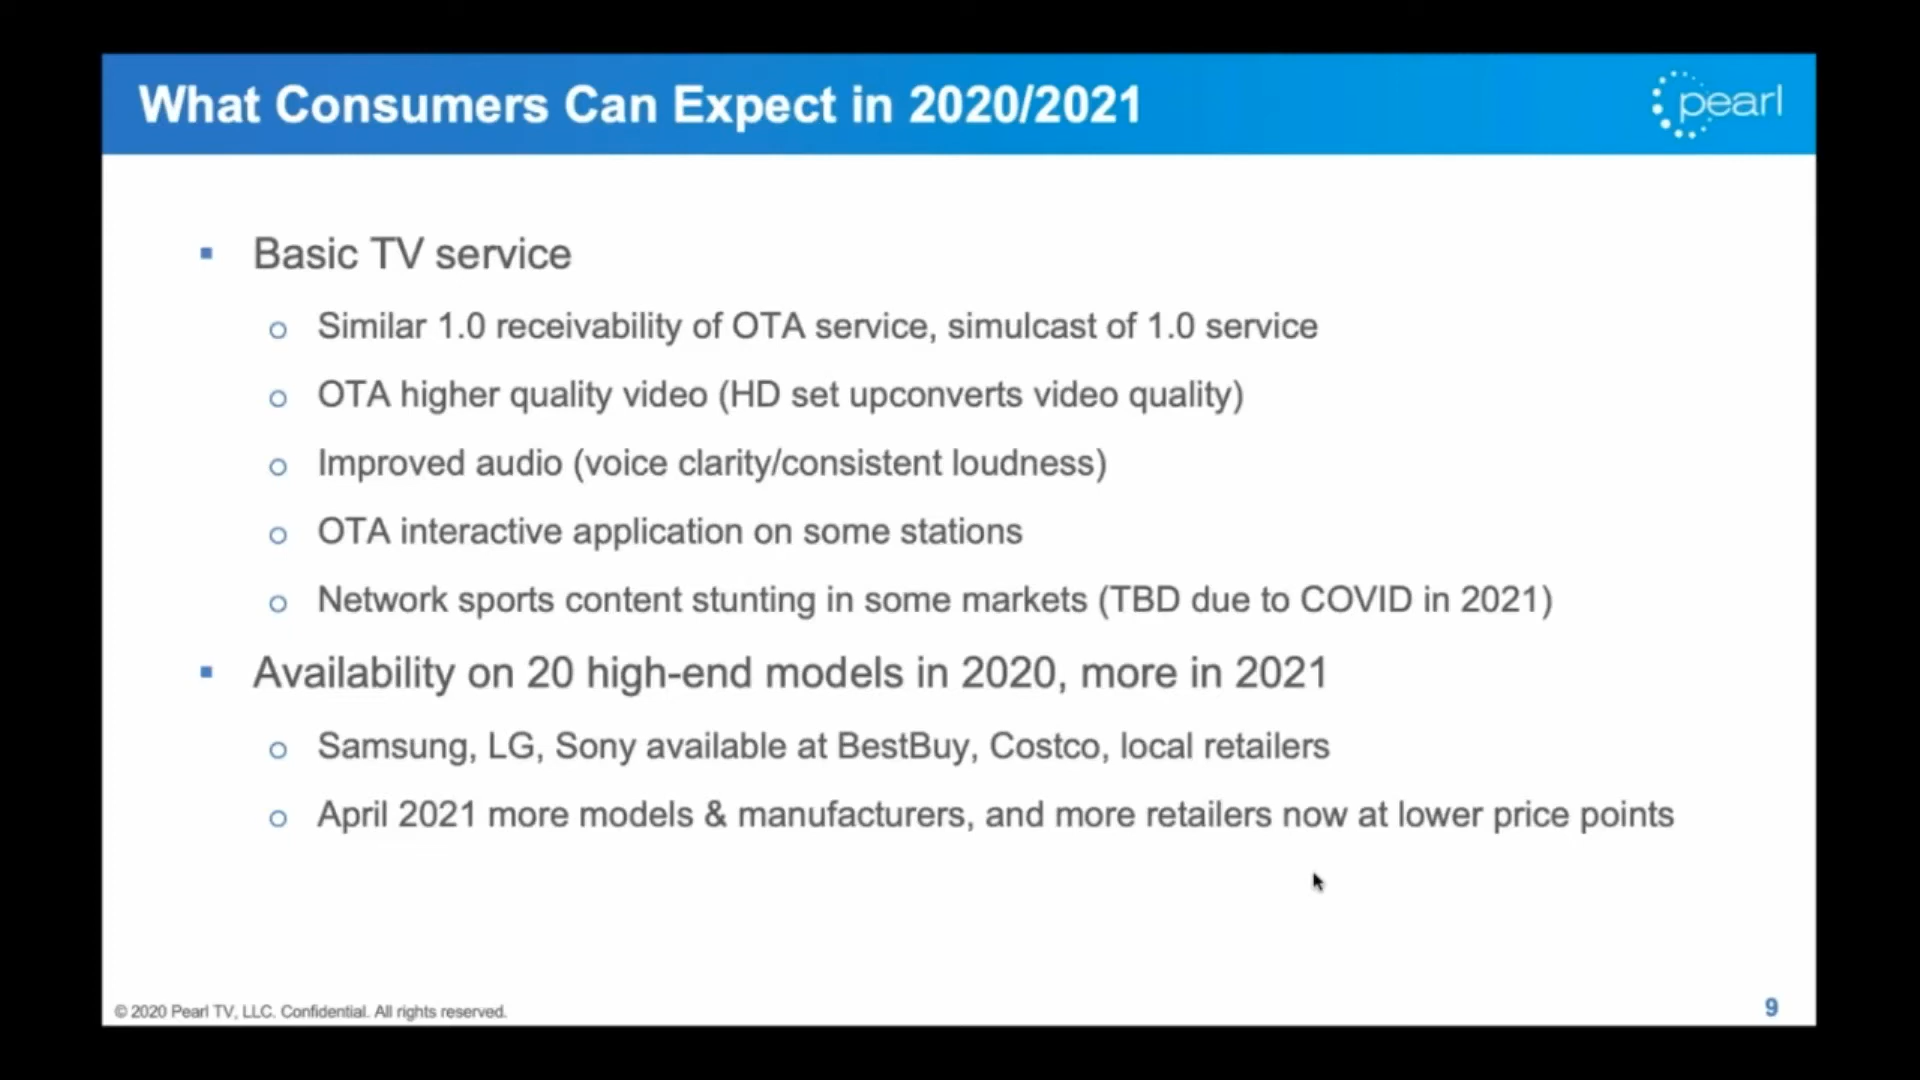 What Consumers Can Expect in 2020/2021
pearl
Basic TV service
Similar 1.0 receivability of OTA service, simulcast of 1.0 service
OTA higher quality video (HD set upconverts video quality)
Improved audio (voice clarity/consistent loudness)
OTA interactive application on some stations
Network sports content stunting in some markets (TBD due to COVID in 2021)
Availability on 20 high-end models in 2020, more in 2021
Samsung, LG, Sony available at BestBuy, Costco, local retailers
April 2021 more models & manufacturers, and more retailers now at lower price points
© 2020 Pearl TV, LLC. Confidential. All rights reserved.
9